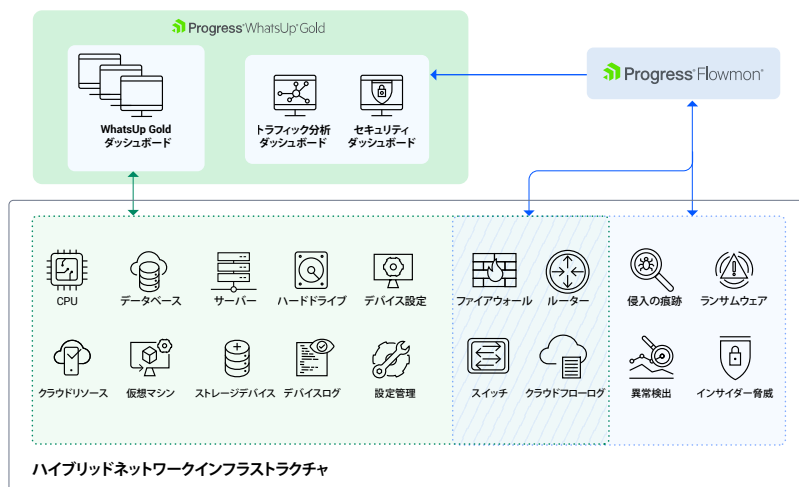 Progress® WhatsUp® Gold
WhatsUp Gold
ダッシュボード
トラフィック分析
ダッシュボード
セキュリティ
ダッシュボード
Progress® Flowmon®
CPU
データベース
サーバー
ハードドライブ
デバイス設定
ファイアウォール
ルーター
侵入の痕跡
ランサムウェア
クラウドリソース
仮想マシン
ストレージデバイス
デバイスログ
設定管理
スイッチ
クラウドフローログ
異常検出
インサイダー脅威
ハイブリッドネットワークインフラストラクチャ